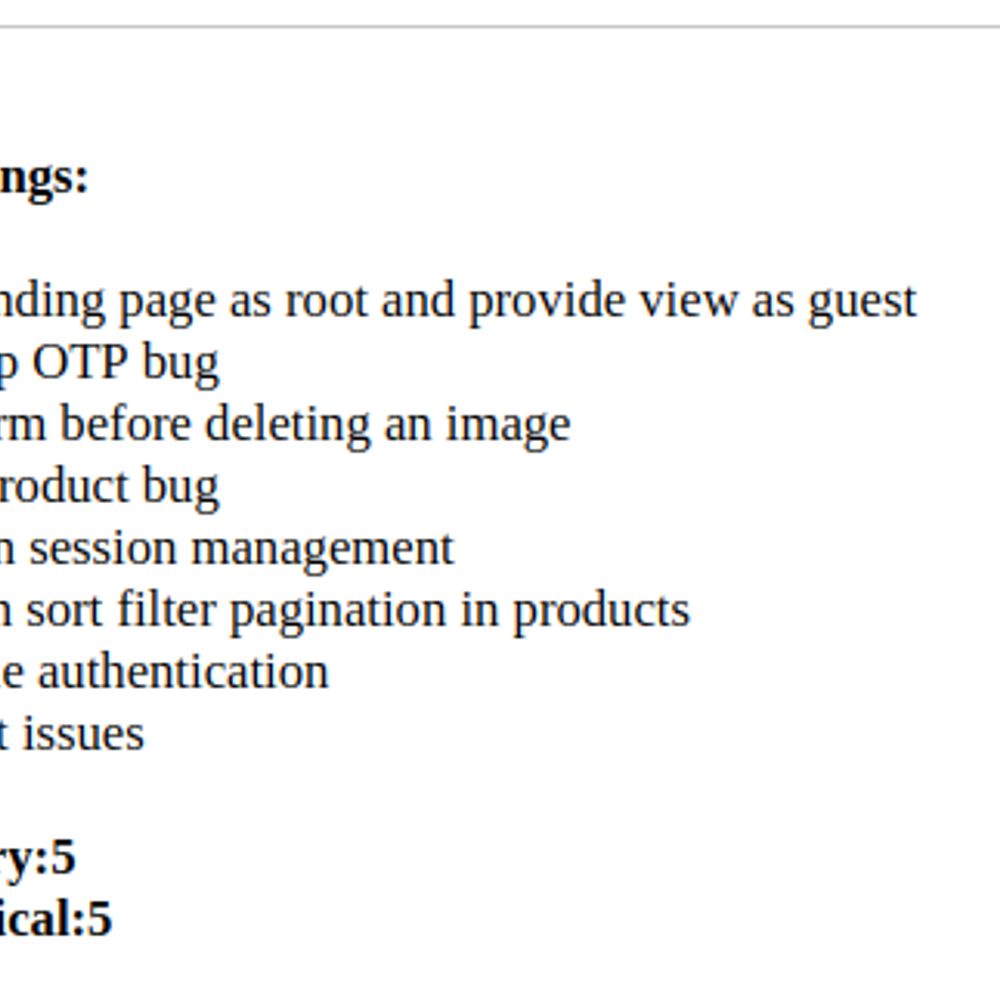 ngs:
nding page as root and provide view as guest
p OTP bug
rm before deleting an image
roduct bug
n session management
n sort filter pagination in products
e authentication
t issues
ry:5
ical:5